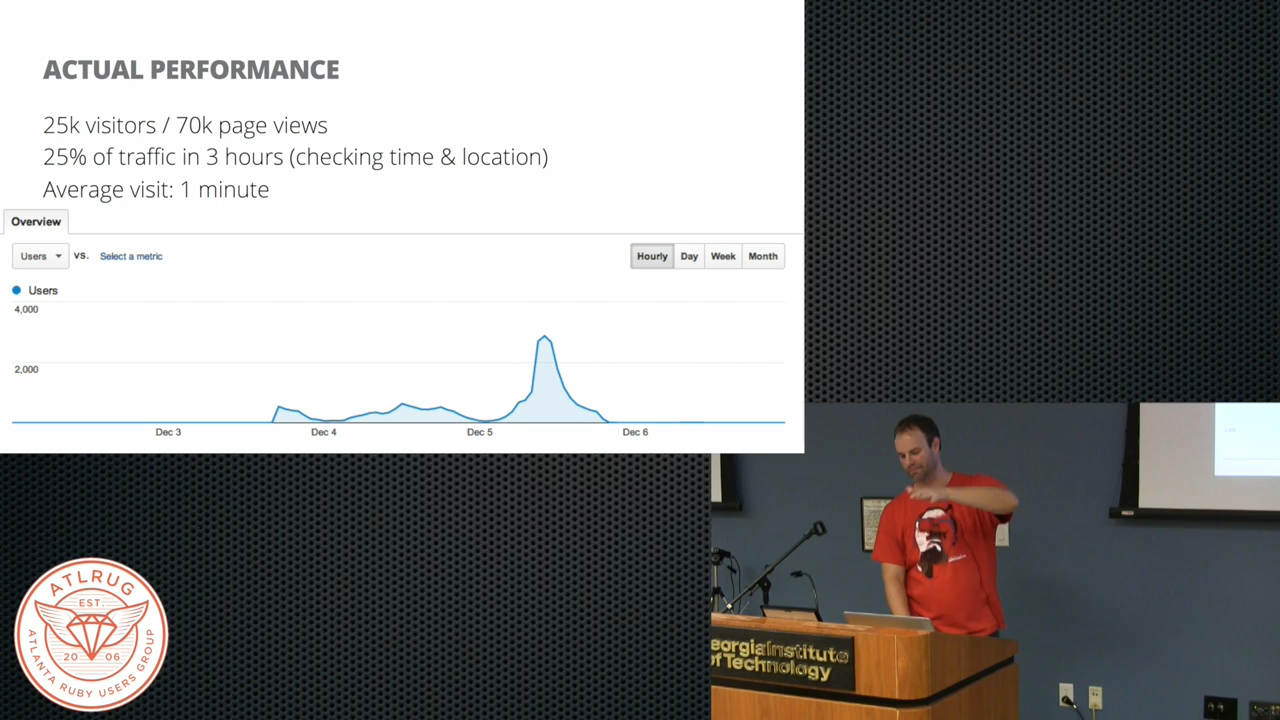 ACTUAL PERFORMANCE
25k visitors / 70k page views
25% of traffic in 3 hours (checking time & location)
Average visit: 1 minute
Overview
Users vs. Select a metric
Hourly Day Week Month
Users
4,000
2,000
Dec 3 Dec 4 Dec 5 Dec 6
ATLRUG
EST.
20 06
ATLANTA RUBY USERS GROUP
eorgiaInstitute
of Technology